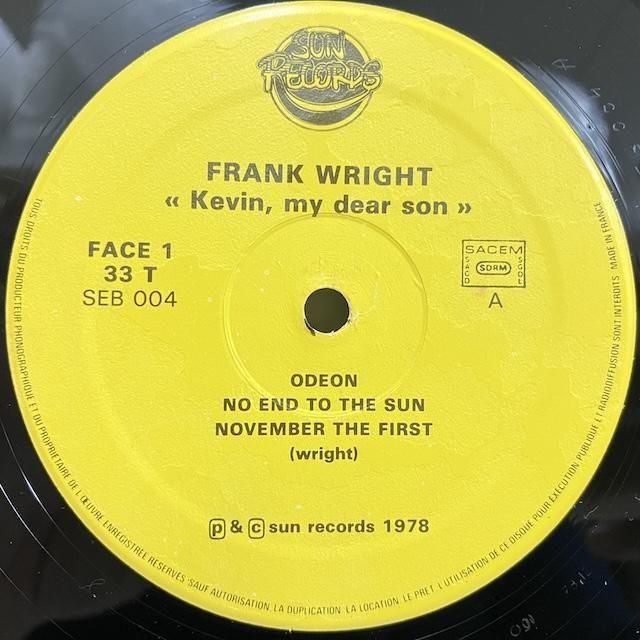 SUN
RECORDS
FRANK WRIGHT
« Kevin, my dear son »
FACE 1
33 T
SEB 004
SACEM
SACD
SDRM
SGDL
A
ODEON
NO END TO THE SUN
NOVEMBER THE FIRST
(wright)
p & c sun records 1978
TOUS DROITS DU PRODUCTEUR PHONOGRAPHIQUE ET DU PROPRIETAIRE DE L'ŒUVRE ENREGISTREE RESERVES SAUF AUTORISATION LA DUPLICATION LA LOCATION LE PRET L'UTILISATION DE CE DISQUE POUR EXECUTION PUBLIQUE ET RADIODIFFUSION SONT INTERDITS MADE IN FRANCE